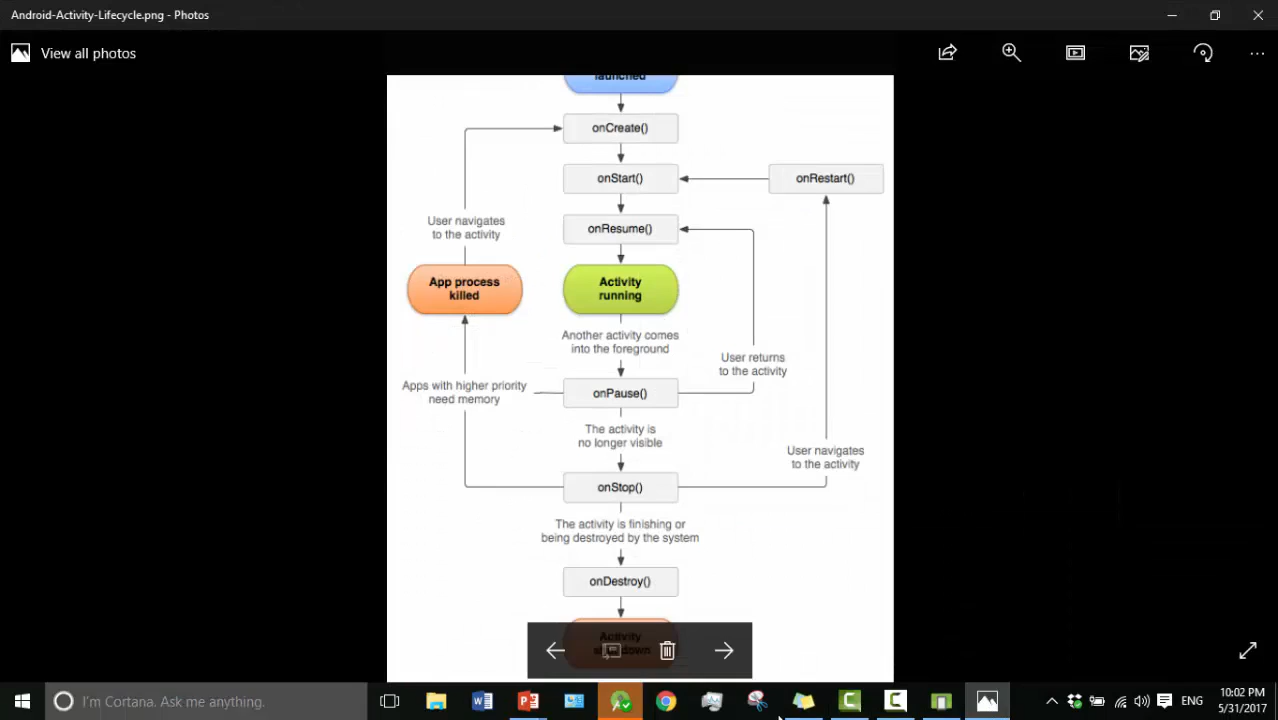 Android-Activity-Lifecycle.png - Photos
View all photos
launched
onCreate()
onStart()
onRestart()
User navigates
to the activity
onResume()
App process
killed
Activity
running
Another activity comes
into the foreground
User returns
to the activity
Apps with higher priority
need memory
onPause()
The activity is
no longer visible
User navigates
to the activity
onStop()
The activity is finishing or
being destroyed by the system
onDestroy()
Activity
shut down
I'm Cortana. Ask me anything.
ENG
10:02 PM
5/31/2017